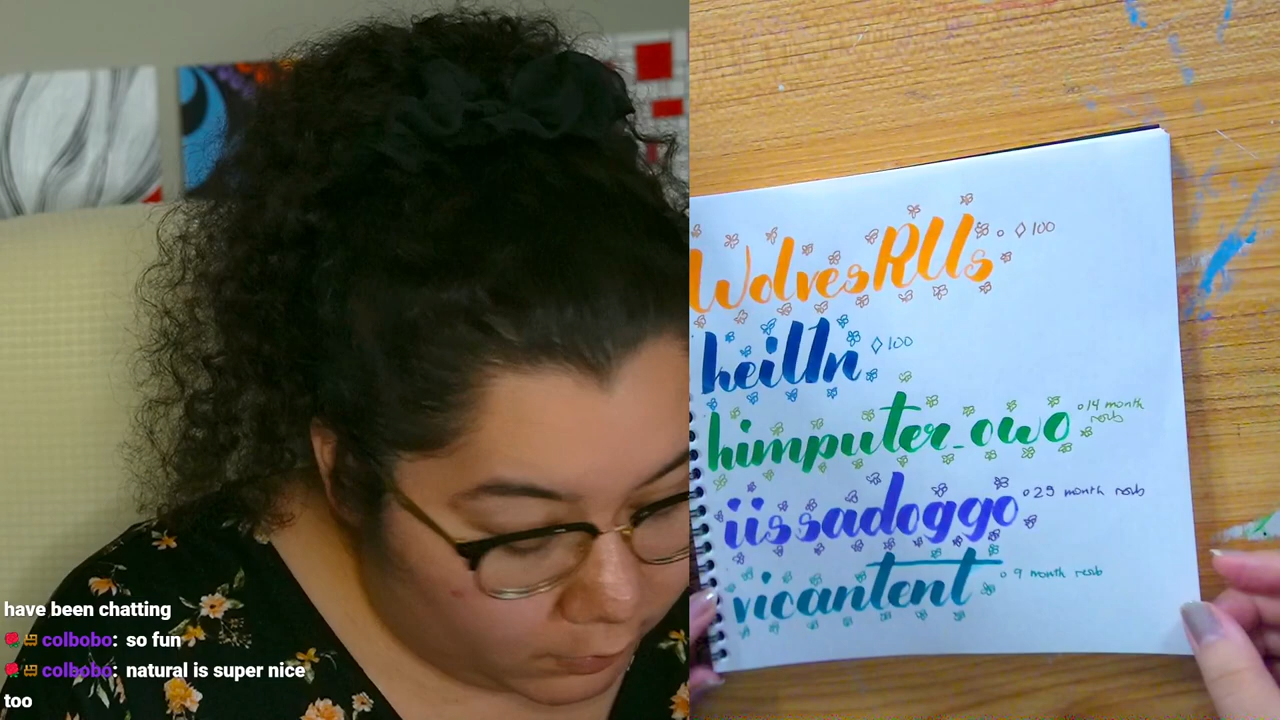 have been chatting
colbobo: so fun
colbobo: natural is super nice
too
WolvesRUs 100
keiltn 100
himputer_owo 14 month
resub
iissadoggo 29 month resub
vicantent 9 month resub